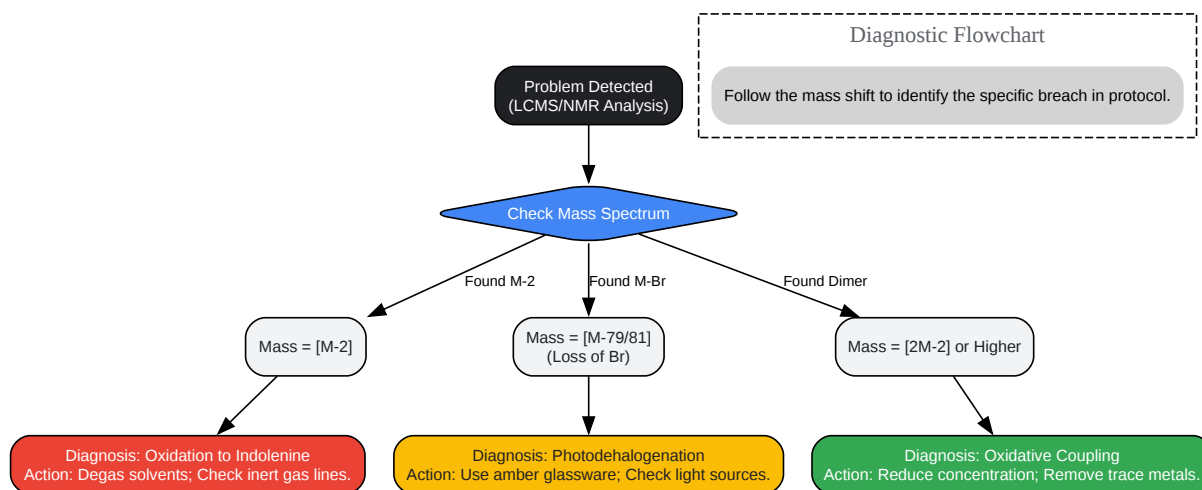 Diagnostic Flowchart
Follow the mass shift to identify the specific breach in protocol.
Problem Detected
(LCMS/NMR Analysis)
Check Mass Spectrum
Found M-2
Found M-Br
Found Dimer
Mass = [M-2]
Mass = [M-79/81]
(Loss of Br)
Mass = [2M-2] or Higher
Diagnosis: Oxidation to Indolenine
Action: Degas solvents; Check inert gas lines.
Diagnosis: Photodehalogenation
Action: Use amber glassware; Check light sources.
Diagnosis: Oxidative Coupling
Action: Reduce concentration; Remove trace metals.